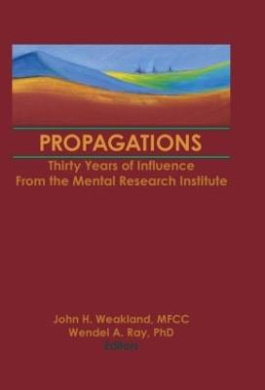 PROPAGATIONS
Thirty Years of Influence
From the Mental Research Institute
John H. Weakland, MFCC
Wendel A. Ray, PhD
Editors